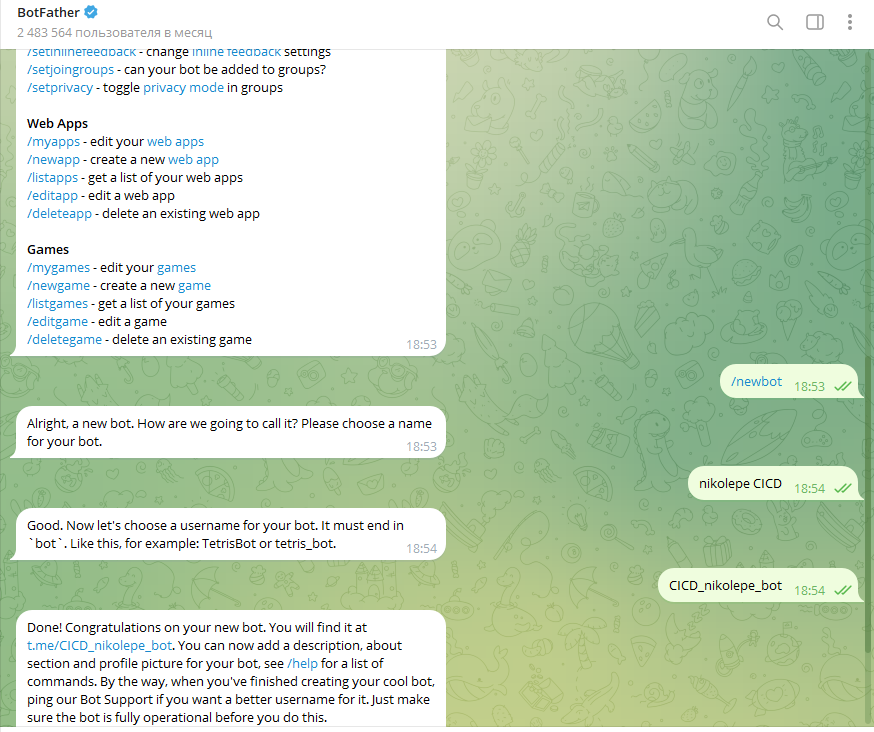 BotFather
2 483 564 пользователя в месяц
/setinlinefeedback - change inline feedback settings
/setjoingroups - can your bot be added to groups?
/setprivacy - toggle privacy mode in groups
Web Apps
/myapps - edit your web apps
/newapp - create a new web app
/listapps - get a list of your web apps
/editapp - edit a web app
/deleteapp - delete an existing web app
Games
/mygames - edit your games
/newgame - create a new game
/listgames - get a list of your games
/editgame - edit a game
/deletegame - delete an existing game
18:53
/newbot 18:53
Alright, a new bot. How are we going to call it? Please choose a name
for your bot.
18:53
nikolepe CICD 18:54
Good. Now let's choose a username for your bot. It must end in
`bot`. Like this, for example: TetrisBot or tetris_bot.
18:54
CICD_nikolepe_bot 18:54
Done! Congratulations on your new bot. You will find it at
t.me/CICD_nikolepe_bot. You can now add a description, about
section and profile picture for your bot, see /help for a list of
commands. By the way, when you've finished creating your cool bot,
ping our Bot Support if you want a better username for it. Just make
sure the bot is fully operational before you do this.